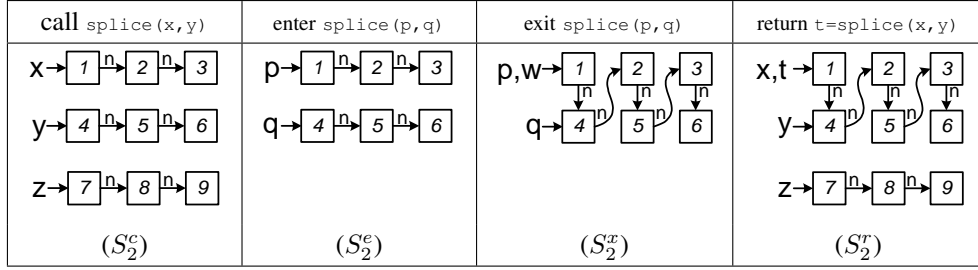 call splice(x,y) enter splice(p,q) exit splice(p,q) return t=splice(x,y)
x 1 n 2 n 3 p 1 n 2 n 3 p,w 1 2 3 x,t 1 2 3
n n n n n n
y 4 n 5 n 6 q 4 n 5 n 6 q 4 n 5 n 6 y 4 n 5 n 6
z 7 n 8 n 9 z 7 n 8 n 9
(S₂ᶜ) (S₂ᵉ) (S₂ˣ) (S₂ʳ)